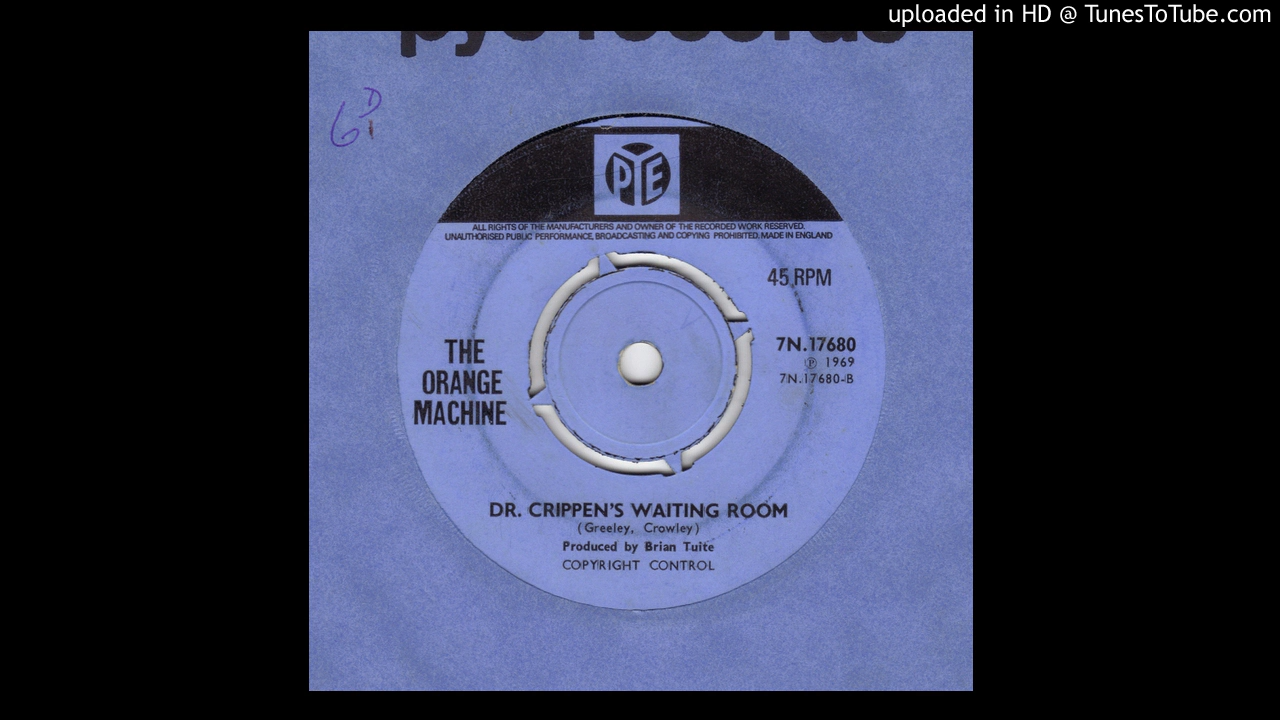 uploaded in HD @ TunesToTube.com
pye records
6D
PYE
ALL RIGHTS OF THE MANUFACTURERS AND OWNER OF THE RECORDED WORK RESERVED.
UNAUTHORISED PUBLIC PERFORMANCE, BROADCASTING AND COPYING PROHIBITED. MADE IN ENGLAND
45 RPM
THE
ORANGE
MACHINE
7N.17680
℗ 1969
7N.17680-B
DR. CRIPPEN'S WAITING ROOM
(Greeley, Crowley)
Produced by Brian Tuite
COPYRIGHT CONTROL